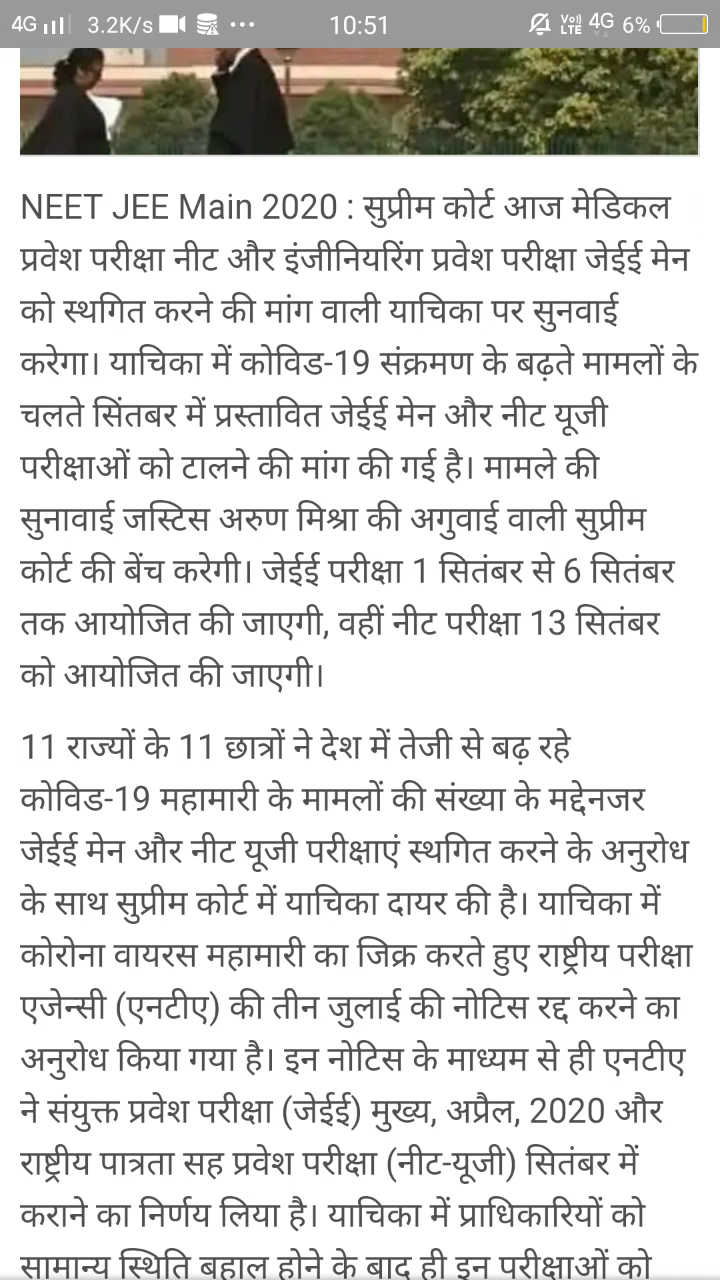 4G 3.2K/s ... 10:51 Vo)) LTE 4G 6%
NEET JEE Main 2020 : सुप्रीम कोर्ट आज मेडिकल
प्रवेश परीक्षा नीट और इंजीनियरिंग प्रवेश परीक्षा जेईई मेन
को स्थगित करने की मांग वाली याचिका पर सुनवाई
करेगा। याचिका में कोविड-19 संक्रमण के बढ़ते मामलों के
चलते सिंतबर में प्रस्तावित जेईई मेन और नीट यूजी
परीक्षाओं को टालने की मांग की गई है। मामले की
सुनावाई जस्टिस अरुण मिश्रा की अगुवाई वाली सुप्रीम
कोर्ट की बेंच करेगी। जेईई परीक्षा 1 सितंबर से 6 सितंबर
तक आयोजित की जाएगी, वहीं नीट परीक्षा 13 सितंबर
को आयोजित की जाएगी।
11 राज्यों के 11 छात्रों ने देश में तेजी से बढ़ रहे
कोविड-19 महामारी के मामलों की संख्या के मद्देनजर
जेईई मेन और नीट यूजी परीक्षाएं स्थगित करने के अनुरोध
के साथ सुप्रीम कोर्ट में याचिका दायर की है। याचिका में
कोरोना वायरस महामारी का जिक्र करते हुए राष्ट्रीय परीक्षा
एजेन्सी (एनटीए) की तीन जुलाई की नोटिस रद्द करने का
अनुरोध किया गया है। इन नोटिस के माध्यम से ही एनटीए
ने संयुक्त प्रवेश परीक्षा (जेईई) मुख्य, अप्रैल, 2020 और
राष्ट्रीय पात्रता सह प्रवेश परीक्षा (नीट-यूजी) सितंबर में
कराने का निर्णय लिया है। याचिका में प्राधिकारियों को
सामान्य स्थिति बहाल होने के बाद ही इन परीक्षाओं को